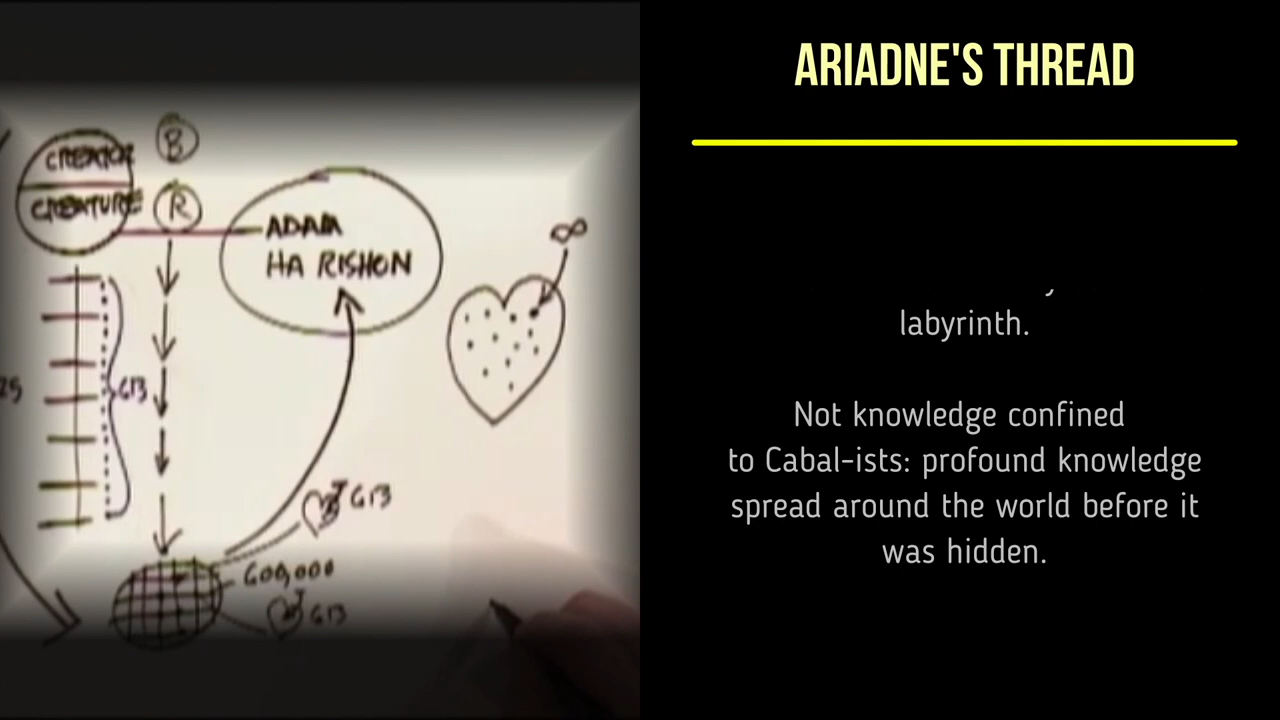 CREATOR
CREATURE
B
R
ADAM
HA RISHON
∞
25
613
613
600,000
613
ARIADNE'S THREAD
labyrinth.
Not knowledge confined
to Cabal-ists: profound knowledge
spread around the world before it
was hidden.